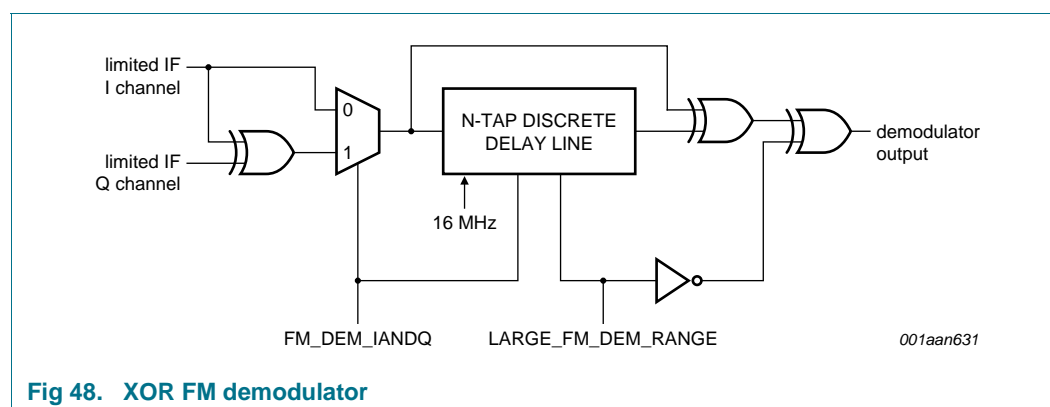 limited IF
I channel
limited IF
Q channel
0
1
N-TAP DISCRETE
DELAY LINE
16 MHz
demodulator
output
FM_DEM_IANDQ
LARGE_FM_DEM_RANGE
001aan631
Fig 48. XOR FM demodulator